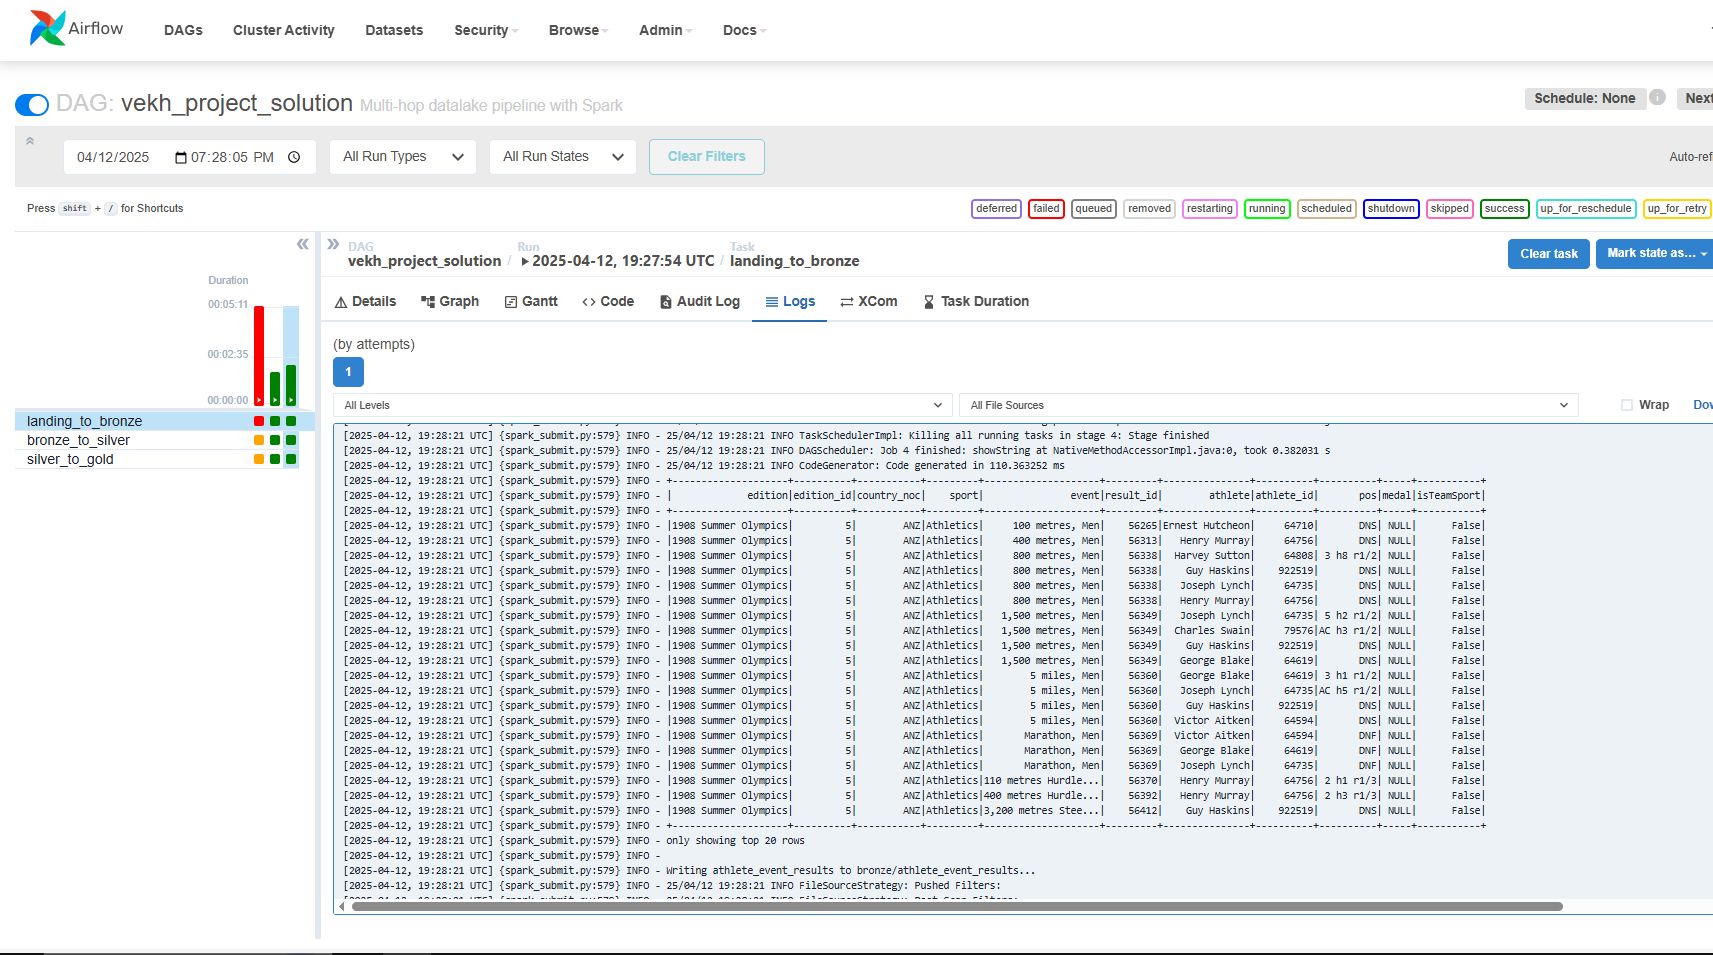 Airflow DAGs Cluster Activity Datasets Security Browse Admin Docs
DAG: vekh_project_solution Multi-hop datalake pipeline with Spark
Schedule: None i Next
04/12/2025 07:28:05 PM All Run Types All Run States Clear Filters
Auto-ref
Press shift + / for Shortcuts
deferred failed queued removed restarting running scheduled shutdown skipped success up_for_reschedule up_for_retry
DAG Run Task
vekh_project_solution / 2025-04-12, 19:27:54 UTC / landing_to_bronze
Clear task Mark state as...
Duration
00:05:11
00:02:35
00:00:00
landing_to_bronze
bronze_to_silver
silver_to_gold
Details Graph Gantt <> Code Audit Log Logs XCom Task Duration
(by attempts)
1
All Levels All File Sources Wrap Dov
[2025-04-12, 19:28:21 UTC] {spark_submit.py:579} INFO - 25/04/12 19:28:21 INFO TaskSchedulerImpl: Killing all running tasks in stage 4: Stage finished
[2025-04-12, 19:28:21 UTC] {spark_submit.py:579} INFO - 25/04/12 19:28:21 INFO DAGScheduler: Job 4 finished: showString at NativeMethodAccessorImpl.java:0, took 0.382031 s
[2025-04-12, 19:28:21 UTC] {spark_submit.py:579} INFO - 25/04/12 19:28:21 INFO CodeGenerator: Code generated in 110.363252 ms
[2025-04-12, 19:28:21 UTC] {spark_submit.py:579} INFO - +--------------------+----------+-----------+---------+--------------------+---------+---------------+----------+----------+-----+-----------+
[2025-04-12, 19:28:21 UTC] {spark_submit.py:579} INFO - | edition|edition_id|country_noc| sport| event|result_id| athlete|athlete_id| pos|medal|isTeamSport|
[2025-04-12, 19:28:21 UTC] {spark_submit.py:579} INFO - +--------------------+----------+-----------+---------+--------------------+---------+---------------+----------+----------+-----+-----------+
[2025-04-12, 19:28:21 UTC] {spark_submit.py:579} INFO - |1908 Summer Olympics| 5| ANZ|Athletics| 100 metres, Men| 56265|Ernest Hutcheon| 64710| DNS| NULL| False|
[2025-04-12, 19:28:21 UTC] {spark_submit.py:579} INFO - |1908 Summer Olympics| 5| ANZ|Athletics| 400 metres, Men| 56313| Henry Murray| 64756| DNS| NULL| False|
[2025-04-12, 19:28:21 UTC] {spark_submit.py:579} INFO - |1908 Summer Olympics| 5| ANZ|Athletics| 800 metres, Men| 56338| Harvey Sutton| 64808| 3 h8 r1/2| NULL| False|
[2025-04-12, 19:28:21 UTC] {spark_submit.py:579} INFO - |1908 Summer Olympics| 5| ANZ|Athletics| 800 metres, Men| 56338| Guy Haskins| 922519| DNS| NULL| False|
[2025-04-12, 19:28:21 UTC] {spark_submit.py:579} INFO - |1908 Summer Olympics| 5| ANZ|Athletics| 800 metres, Men| 56338| Joseph Lynch| 64735| DNS| NULL| False|
[2025-04-12, 19:28:21 UTC] {spark_submit.py:579} INFO - |1908 Summer Olympics| 5| ANZ|Athletics| 800 metres, Men| 56338| Henry Murray| 64756| DNS| NULL| False|
[2025-04-12, 19:28:21 UTC] {spark_submit.py:579} INFO - |1908 Summer Olympics| 5| ANZ|Athletics| 1,500 metres, Men| 56349| Joseph Lynch| 64735| 5 h2 r1/2| NULL| False|
[2025-04-12, 19:28:21 UTC] {spark_submit.py:579} INFO - |1908 Summer Olympics| 5| ANZ|Athletics| 1,500 metres, Men| 56349| Charles Swain| 79576|AC h3 r1/2| NULL| False|
[2025-04-12, 19:28:21 UTC] {spark_submit.py:579} INFO - |1908 Summer Olympics| 5| ANZ|Athletics| 1,500 metres, Men| 56349| Guy Haskins| 922519| DNS| NULL| False|
[2025-04-12, 19:28:21 UTC] {spark_submit.py:579} INFO - |1908 Summer Olympics| 5| ANZ|Athletics| 1,500 metres, Men| 56349| George Blake| 64619| DNS| NULL| False|
[2025-04-12, 19:28:21 UTC] {spark_submit.py:579} INFO - |1908 Summer Olympics| 5| ANZ|Athletics| 5 miles, Men| 56360| George Blake| 64619| 3 h1 r1/2| NULL| False|
[2025-04-12, 19:28:21 UTC] {spark_submit.py:579} INFO - |1908 Summer Olympics| 5| ANZ|Athletics| 5 miles, Men| 56360| Joseph Lynch| 64735|AC h5 r1/2| NULL| False|
[2025-04-12, 19:28:21 UTC] {spark_submit.py:579} INFO - |1908 Summer Olympics| 5| ANZ|Athletics| 5 miles, Men| 56360| Guy Haskins| 922519| DNS| NULL| False|
[2025-04-12, 19:28:21 UTC] {spark_submit.py:579} INFO - |1908 Summer Olympics| 5| ANZ|Athletics| 5 miles, Men| 56360| Victor Aitken| 64594| DNS| NULL| False|
[2025-04-12, 19:28:21 UTC] {spark_submit.py:579} INFO - |1908 Summer Olympics| 5| ANZ|Athletics| Marathon, Men| 56369| Victor Aitken| 64594| DNF| NULL| False|
[2025-04-12, 19:28:21 UTC] {spark_submit.py:579} INFO - |1908 Summer Olympics| 5| ANZ|Athletics| Marathon, Men| 56369| George Blake| 64619| DNF| NULL| False|
[2025-04-12, 19:28:21 UTC] {spark_submit.py:579} INFO - |1908 Summer Olympics| 5| ANZ|Athletics| Marathon, Men| 56369| Joseph Lynch| 64735| DNF| NULL| False|
[2025-04-12, 19:28:21 UTC] {spark_submit.py:579} INFO - |1908 Summer Olympics| 5| ANZ|Athletics|110 metres Hurdle...| 56370| Henry Murray| 64756| 2 h1 r1/3| NULL| False|
[2025-04-12, 19:28:21 UTC] {spark_submit.py:579} INFO - |1908 Summer Olympics| 5| ANZ|Athletics|400 metres Hurdle...| 56392| Henry Murray| 64756| 2 h3 r1/3| NULL| False|
[2025-04-12, 19:28:21 UTC] {spark_submit.py:579} INFO - |1908 Summer Olympics| 5| ANZ|Athletics|3,200 metres Stee...| 56412| Guy Haskins| 922519| DNS| NULL| False|
[2025-04-12, 19:28:21 UTC] {spark_submit.py:579} INFO - +--------------------+----------+-----------+---------+--------------------+---------+---------------+----------+----------+-----+-----------+
[2025-04-12, 19:28:21 UTC] {spark_submit.py:579} INFO - only showing top 20 rows
[2025-04-12, 19:28:21 UTC] {spark_submit.py:579} INFO -
[2025-04-12, 19:28:21 UTC] {spark_submit.py:579} INFO - Writing athlete_event_results to bronze/athlete_event_results...
[2025-04-12, 19:28:21 UTC] {spark_submit.py:579} INFO - 25/04/12 19:28:21 INFO FileSourceStrategy: Pushed Filters: